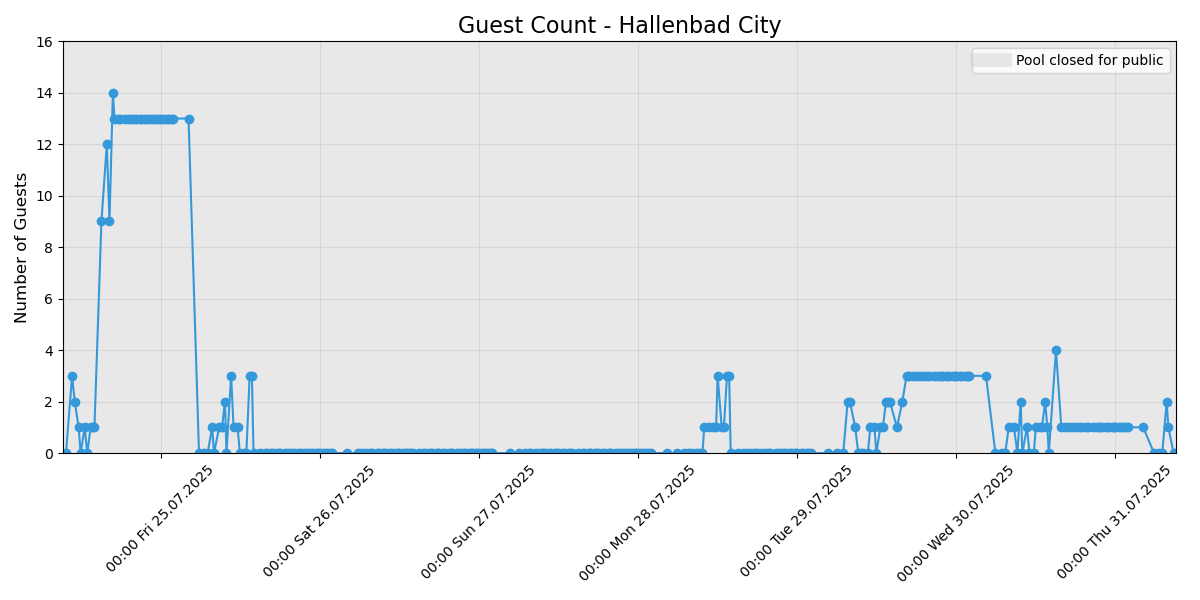 Guest Count - Hallenbad City
Pool closed for public
Number of Guests
16
14
12
10
8
6
4
2
0
00:00 Fri 25.07.2025
00:00 Sat 26.07.2025
00:00 Sun 27.07.2025
00:00 Mon 28.07.2025
00:00 Tue 29.07.2025
00:00 Wed 30.07.2025
00:00 Thu 31.07.2025